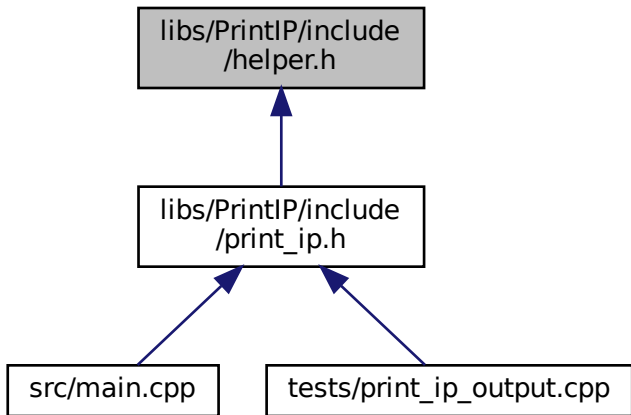 libs/PrintIP/include
/helper.h
libs/PrintIP/include
/print_ip.h
src/main.cpp
tests/print_ip_output.cpp